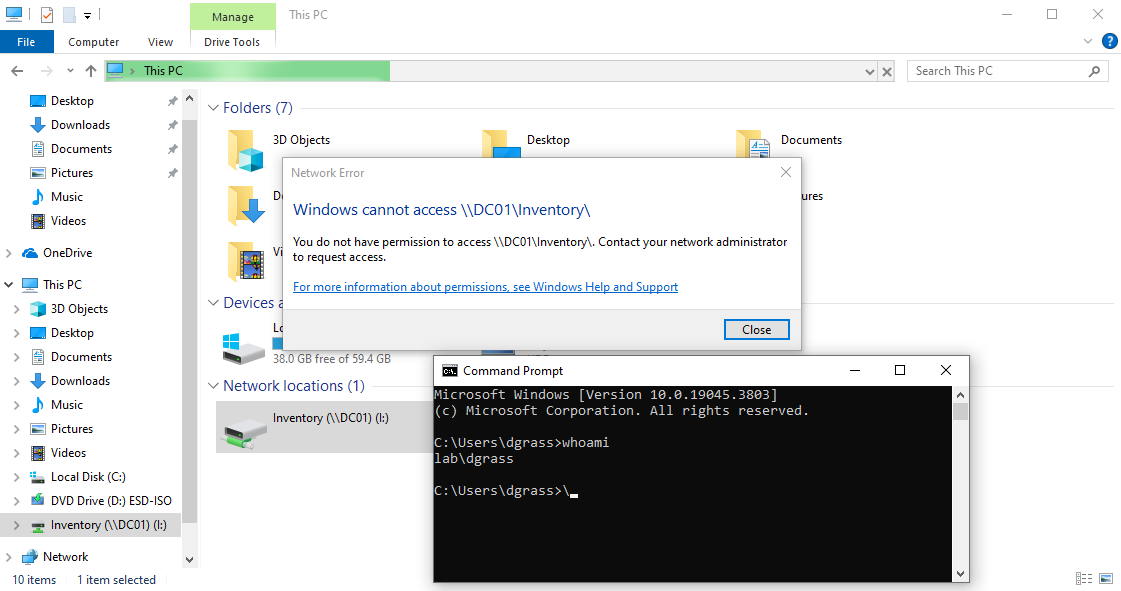 Manage
This PC
File
Computer
View
Drive Tools
This PC
Search This PC
Desktop
Downloads
Documents
Pictures
Music
Videos
OneDrive
This PC
3D Objects
Desktop
Documents
Downloads
Music
Pictures
Videos
Local Disk (C:)
DVD Drive (D:) ESD-ISO
Inventory (\\DC01) (I:)
Network
Folders (7)
3D Objects
Desktop
Documents
Devices
38.0 GB free of 59.4 GB
Network locations (1)
Inventory (\\DC01) (I:)
Network Error
Windows cannot access \\DC01\Inventory\
You do not have permission to access \\DC01\Inventory\. Contact your network administrator
to request access.
For more information about permissions, see Windows Help and Support
Close
Command Prompt
Microsoft Windows [Version 10.0.19045.3803]
(c) Microsoft Corporation. All rights reserved.
C:\Users\dgrass>whoami
lab\dgrass
C:\Users\dgrass>\
10 items
1 item selected